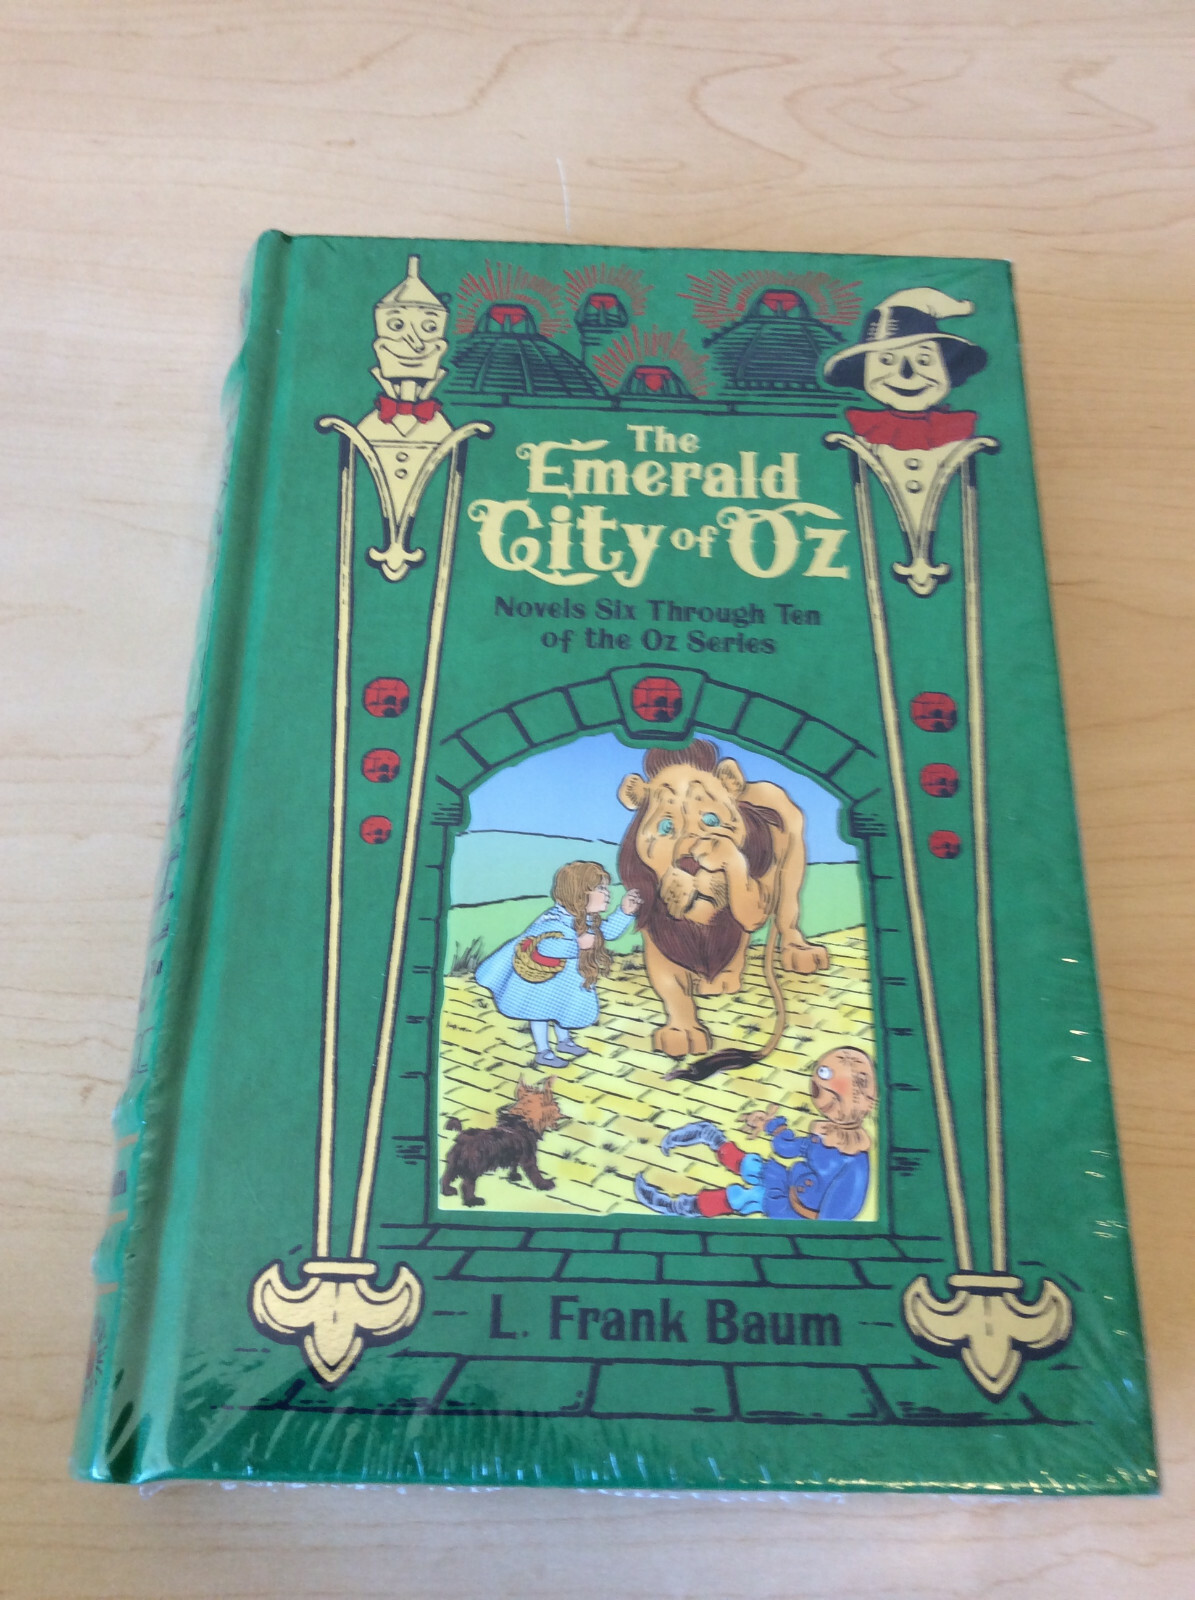 The
Emerald
City of Oz
Novels Six Through Ten
of the Oz Series
L. Frank Baum